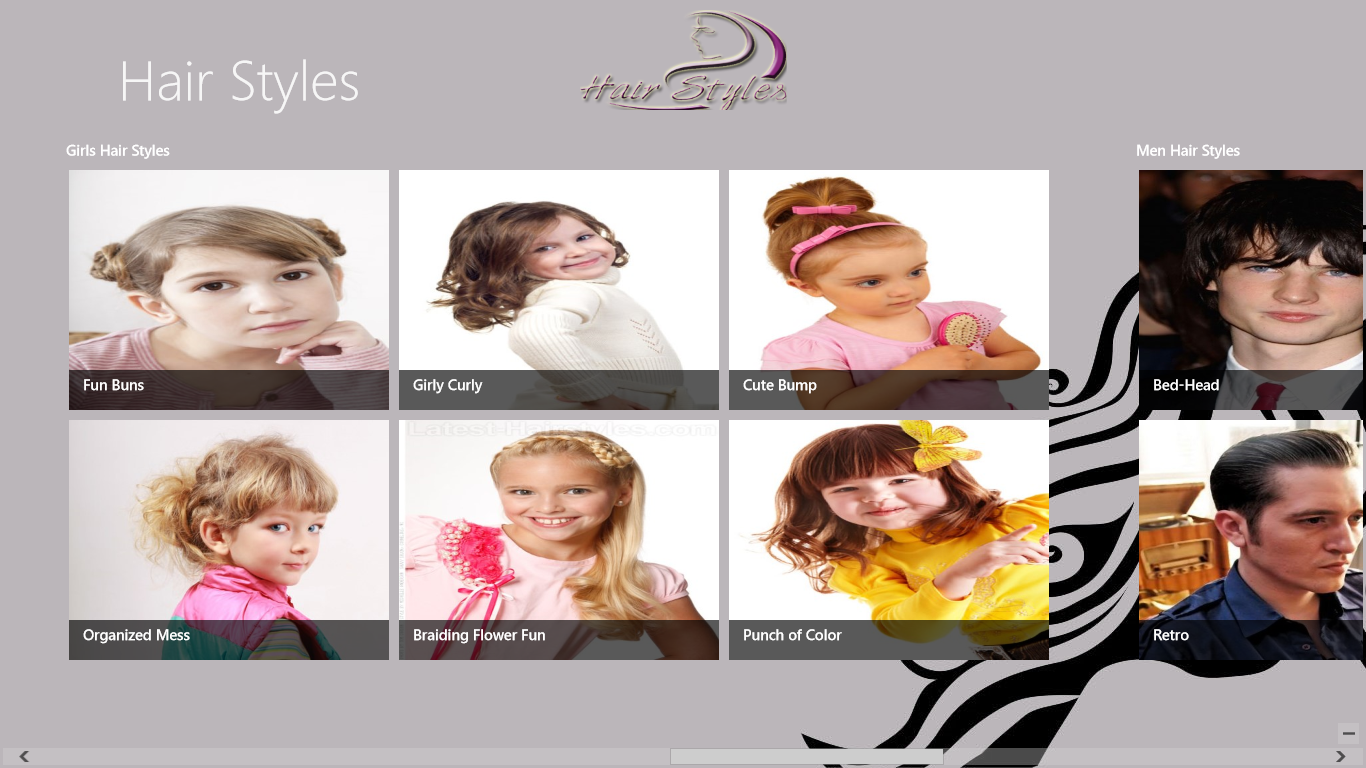 Hair Styles
Hair Styles
Girls Hair Styles
Men Hair Styles
Fun Buns
Girly Curly
Cute Bump
Bed-Head
Latest-Hairstyles.com
Organized Mess
Braiding Flower Fun
Punch of Color
Retro